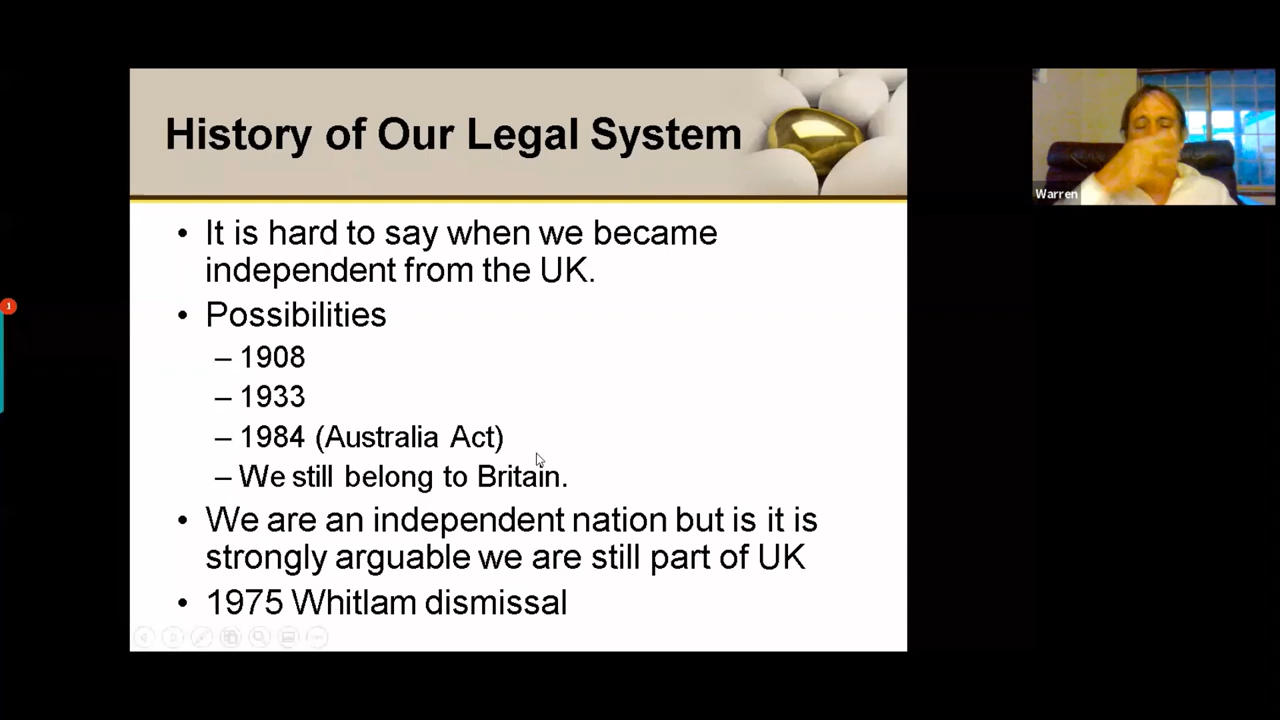 History of Our Legal System
• It is hard to say when we became
independent from the UK.
• Possibilities
– 1908
– 1933
– 1984 (Australia Act)
– We still belong to Britain.
• We are an independent nation but is it is
strongly arguable we are still part of UK
• 1975 Whitlam dismissal
Warren
1